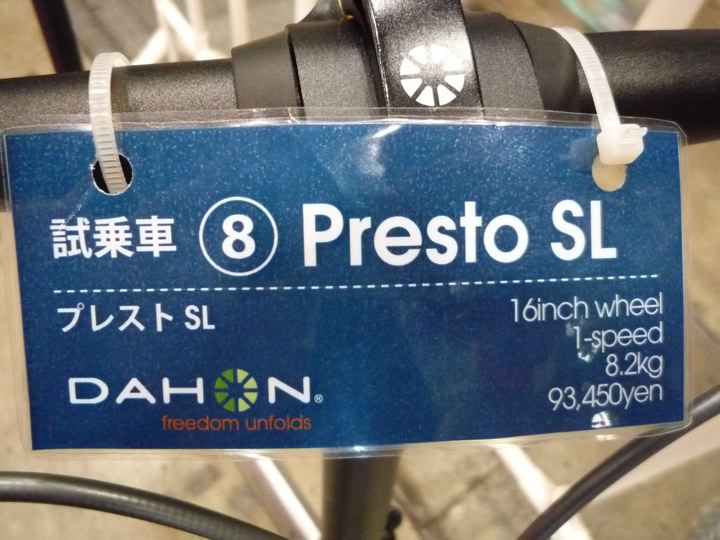 試乗車 ⑧ Presto SL
プレスト SL
16inch wheel
1-speed
8.2kg
93,450yen
DAHON®
freedom unfolds